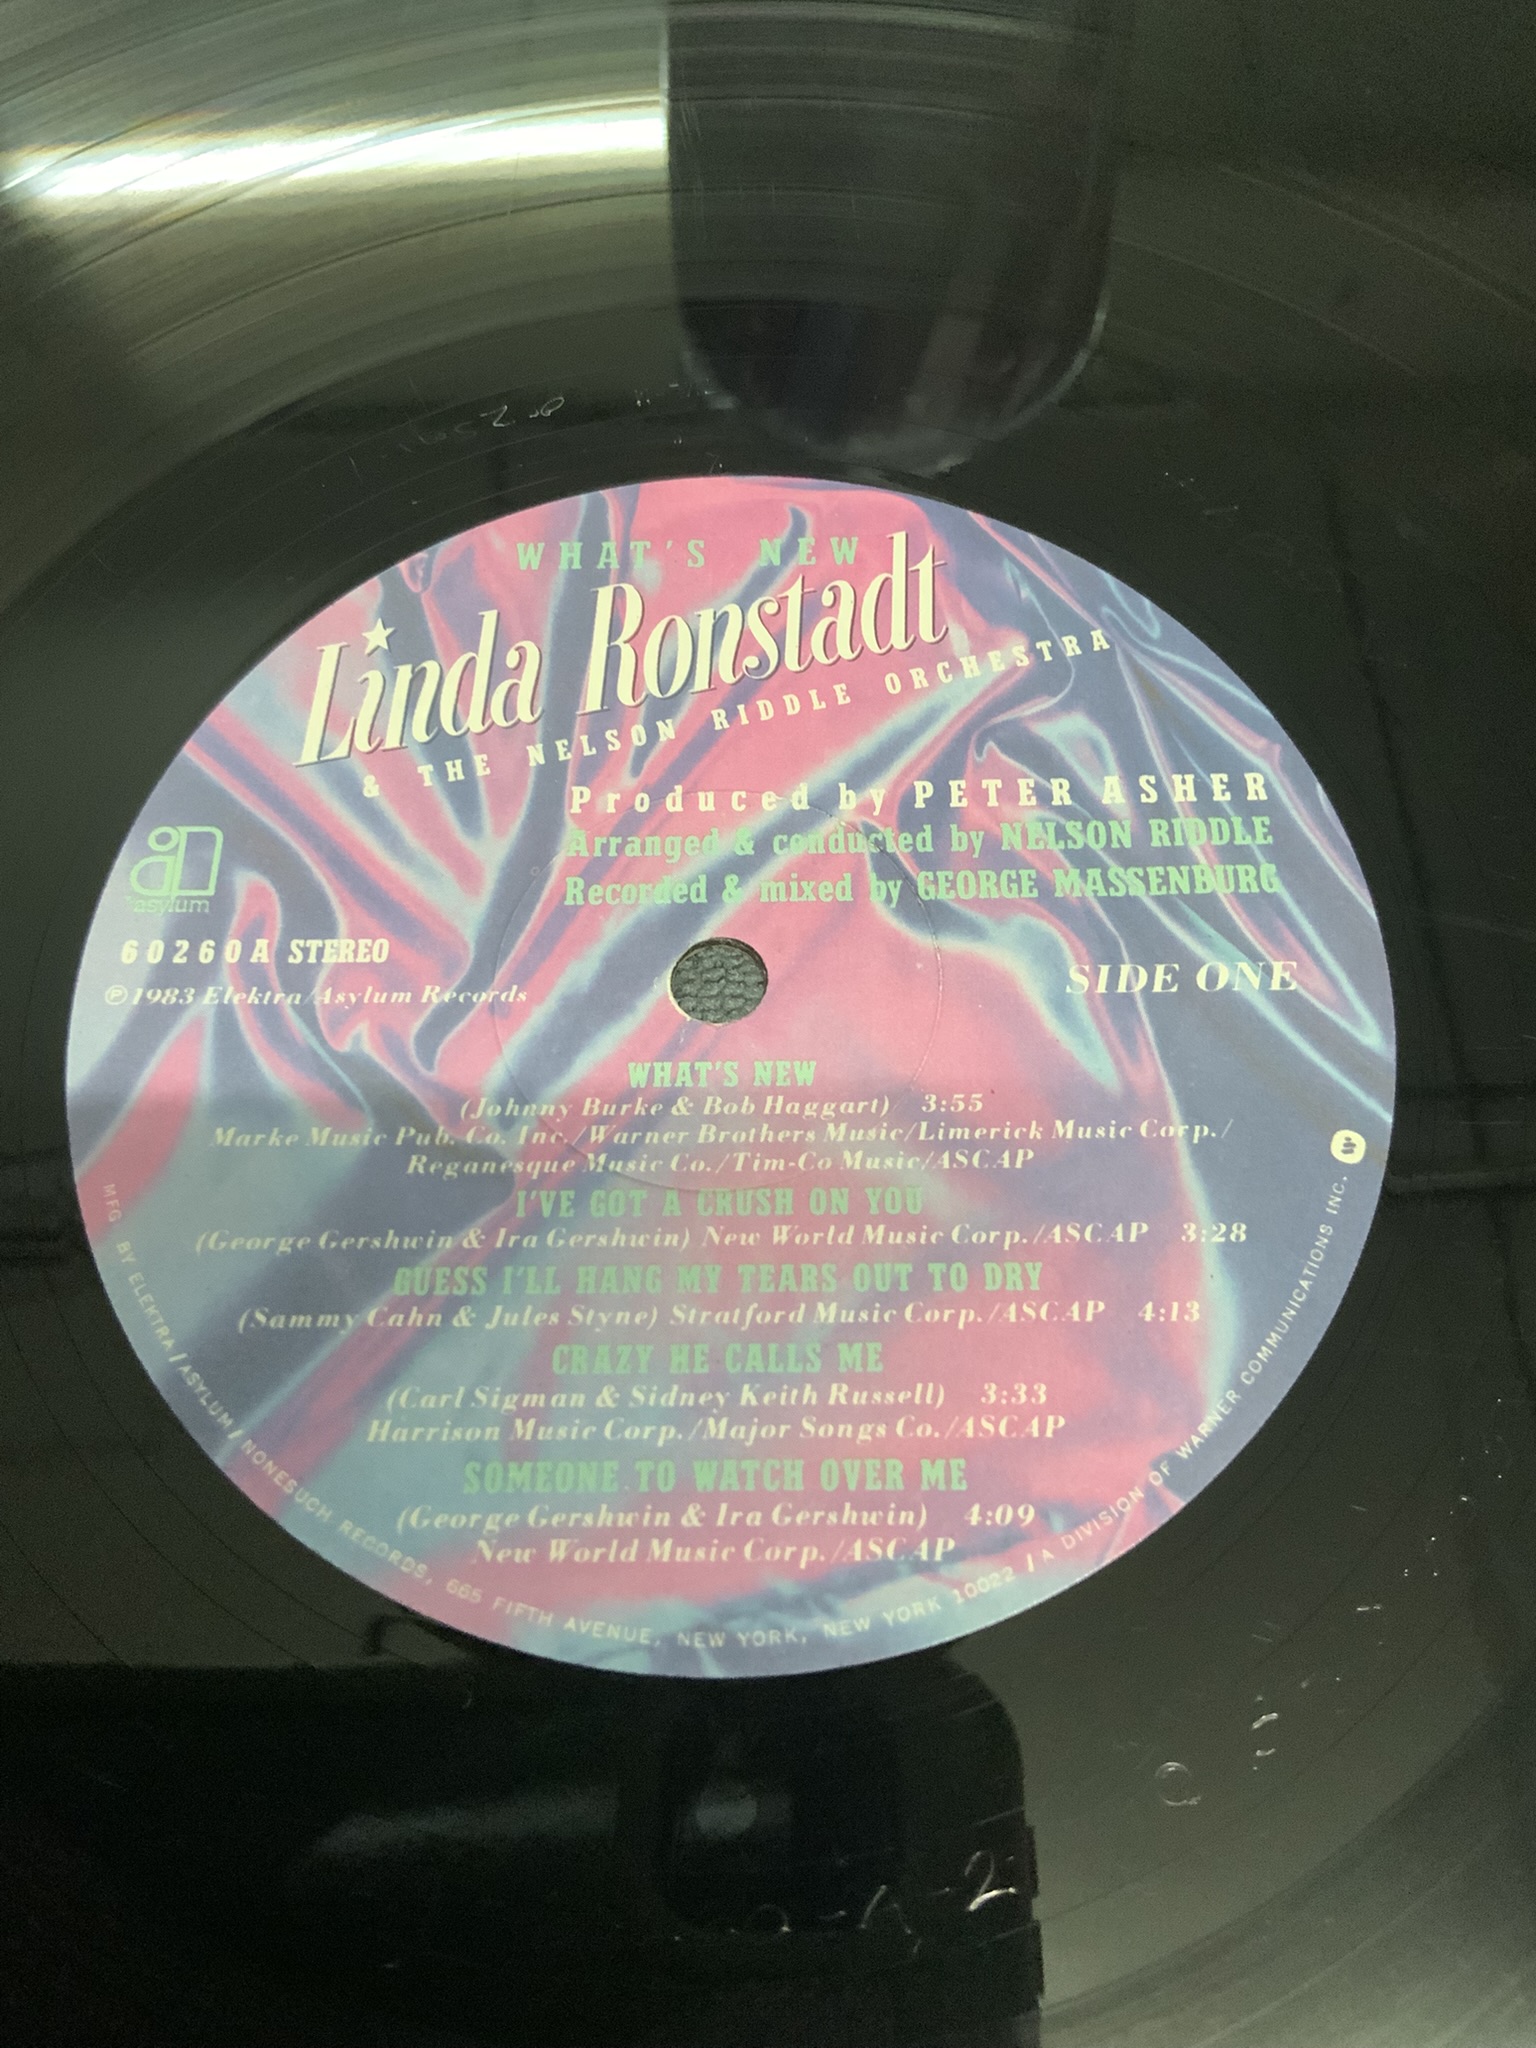 WHAT'S NEW
Linda Ronstadt
& THE NELSON RIDDLE ORCHESTRA
Produced by PETER ASHER
Arranged & conducted by NELSON RIDDLE
Recorded & mixed by GEORGE MASSENBURG
asylum
60260A STEREO
℗1983 Elektra/Asylum Records
SIDE ONE
WHAT'S NEW
(Johnny Burke & Bob Haggart) 3:55
Marke Music Pub. Co. Inc./Warner Brothers Music/Limerick Music Corp./
Reganesque Music Co./Tim-Co Music/ASCAP
I'VE GOT A CRUSH ON YOU
(George Gershwin & Ira Gershwin) New World Music Corp./ASCAP 3:28
GUESS I'LL HANG MY TEARS OUT TO DRY
(Sammy Cahn & Jules Styne) Stratford Music Corp./ASCAP 4:13
CRAZY HE CALLS ME
(Carl Sigman & Sidney Keith Russell) 3:33
Harrison Music Corp./Major Songs Co./ASCAP
SOMEONE TO WATCH OVER ME
(George Gershwin & Ira Gershwin) 4:09
New World Music Corp./ASCAP
MFG BY ELEKTRA/ASYLUM/NONESUCH RECORDS, 665 FIFTH AVENUE, NEW YORK, NEW YORK 10022 / A DIVISION OF WARNER COMMUNICATIONS INC.